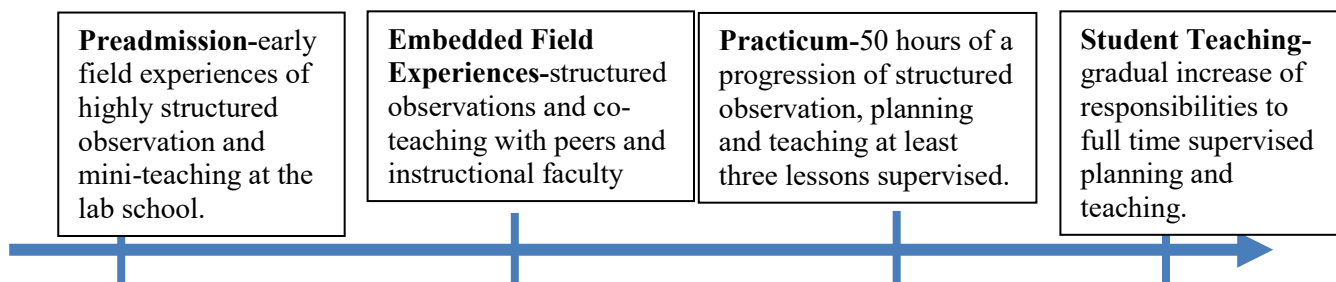 Preadmission-early
field experiences of
highly structured
observation and
mini-teaching at the
lab school.
Embedded Field
Experiences-structured
observations and co-
teaching with peers and
instructional faculty
Practicum-50 hours of a
progression of structured
observation, planning
and teaching at least
three lessons supervised.
Student Teaching-
gradual increase of
responsibilities to
full time supervised
planning and
teaching.